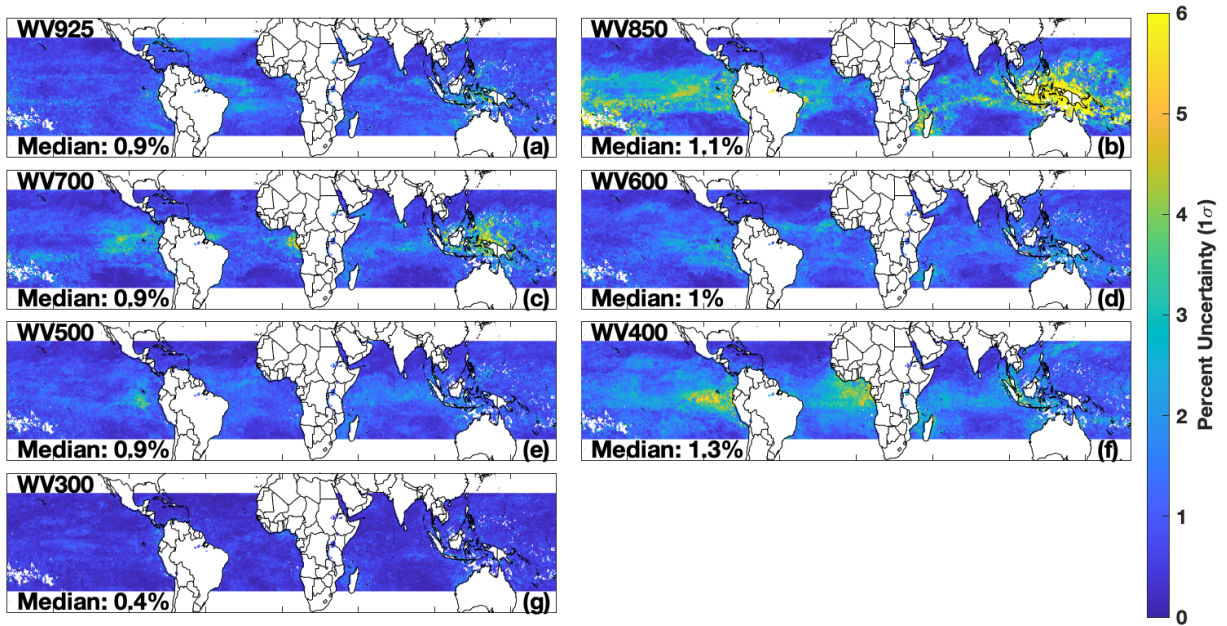 WV925
Median: 0.9%
(a)
WV850
Median: 1.1%
(b)
WV700
Median: 0.9%
(c)
WV600
Median: 1%
(d)
WV500
Median: 0.9%
(e)
WV400
Median: 1.3%
(f)
WV300
Median: 0.4%
(g)
6
5
4
3
2
1
0
Percent Uncertainty (1σ)